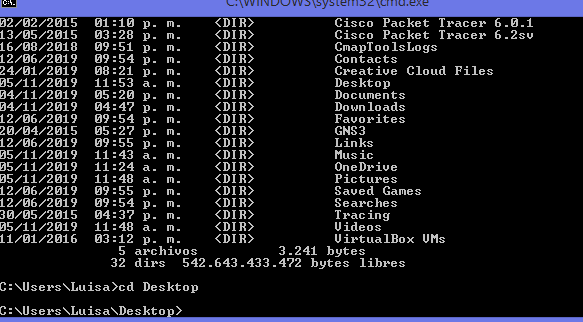 C:\WINDOWS\system32\cmd.exe
02/02/2015 01:10 p. m. <DIR> Cisco Packet Tracer 6.0.1
13/05/2015 03:28 p. m. <DIR> Cisco Packet Tracer 6.2sv
16/08/2018 09:51 p. m. <DIR> CmapToolsLogs
12/06/2019 09:54 p. m. <DIR> Contacts
24/01/2019 08:21 p. m. <DIR> Creative Cloud Files
05/11/2019 11:53 a. m. <DIR> Desktop
04/11/2019 05:20 p. m. <DIR> Documents
04/11/2019 04:47 p. m. <DIR> Downloads
12/06/2019 09:54 p. m. <DIR> Favorites
20/04/2015 05:27 p. m. <DIR> GNS3
12/06/2019 09:55 p. m. <DIR> Links
05/11/2019 11:43 a. m. <DIR> Music
05/11/2019 11:24 a. m. <DIR> OneDrive
05/11/2019 11:48 a. m. <DIR> Pictures
12/06/2019 09:55 p. m. <DIR> Saved Games
12/06/2019 09:54 p. m. <DIR> Searches
30/05/2015 04:37 p. m. <DIR> Tracing
05/11/2019 11:48 a. m. <DIR> Videos
11/01/2016 03:12 p. m. <DIR> VirtualBox VMs
5 archivos 3.241 bytes
32 dirs 542.643.433.472 bytes libres
C:\Users\Luisa>cd Desktop
C:\Users\Luisa\Desktop>